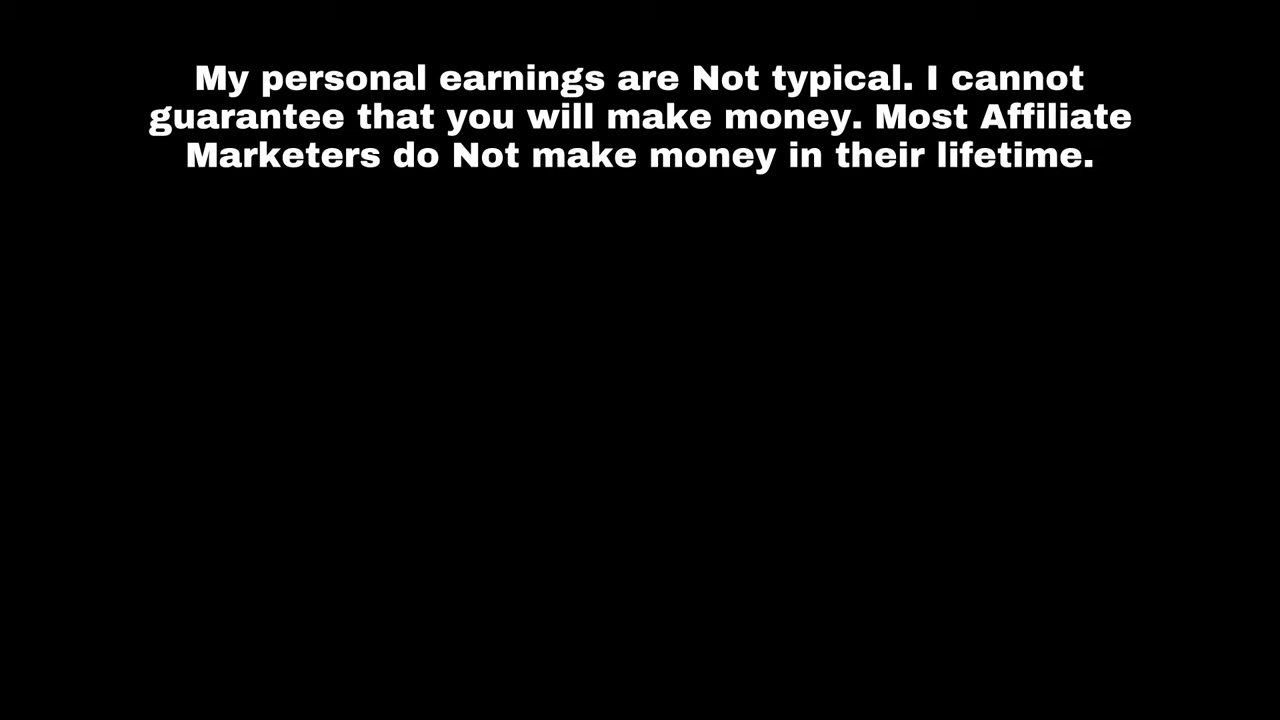 My personal earnings are Not typical. I cannot
guarantee that you will make money. Most Affiliate
Marketers do Not make money in their lifetime.